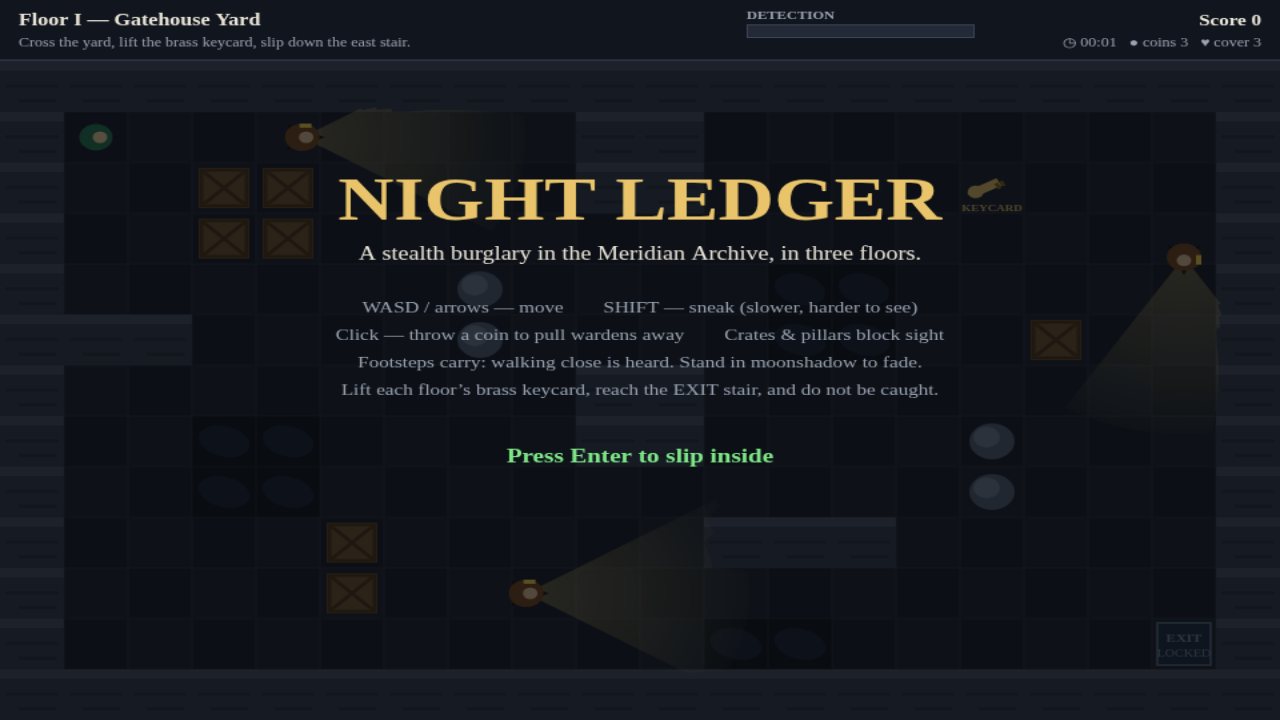 Floor I — Gatehouse Yard
Cross the yard, lift the brass keycard, slip down the east stair.
DETECTION
Score 0
◷ 00:01 ● coins 3 ♥ cover 3
KEYCARD
NIGHT LEDGER
A stealth burglary in the Meridian Archive, in three floors.
WASD / arrows — move SHIFT — sneak (slower, harder to see)
Click — throw a coin to pull wardens away Crates & pillars block sight
Footsteps carry: walking close is heard. Stand in moonshadow to fade.
Lift each floor’s brass keycard, reach the EXIT stair, and do not be caught.
Press Enter to slip inside
EXIT
LOCKED